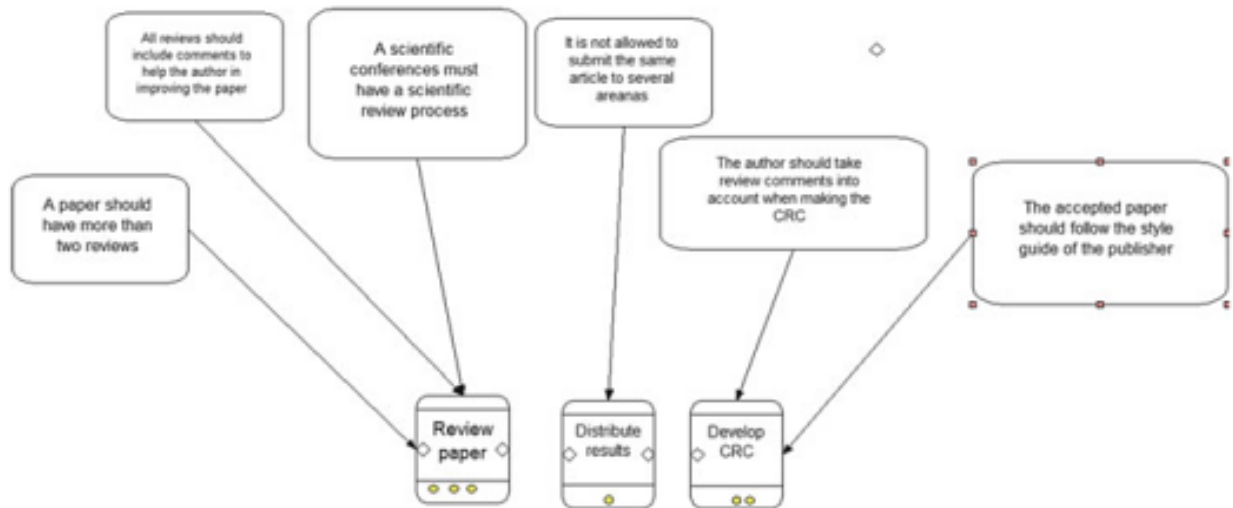 All reviews should
include comments to
help the author in
improving the paper
A scientific
conferences must
have a scientific
review process
It is not allowed to
submit the same
article to several
areanas
The author should take
review comments into
account when making the
CRC
A paper should
have more than
two reviews
The accepted paper
should follow the style
guide of the publisher
Review
paper
Distribute
results
Develop
CRC